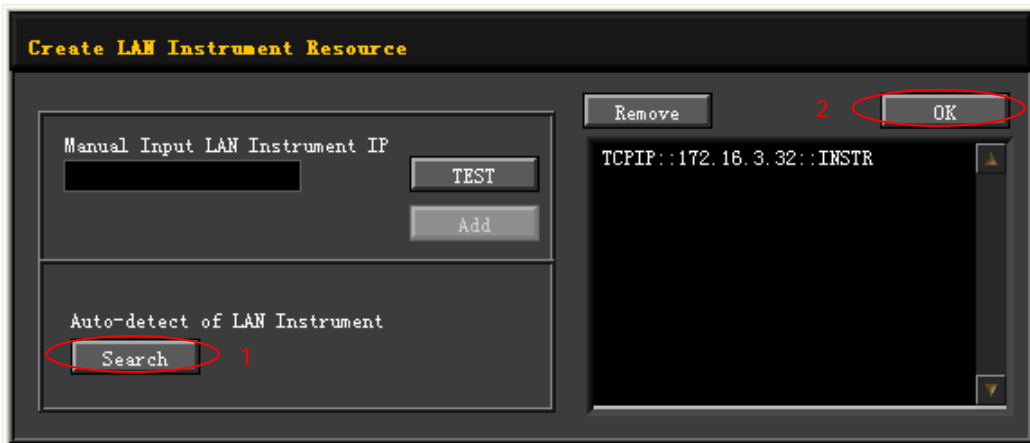 Create LAN Instrument Resource
Manual Input LAN Instrument IP
TEST
Add
Auto-detect of LAN Instrument
Search 1
Remove 2 OK
TCPIP::172.16.3.32::INSTR